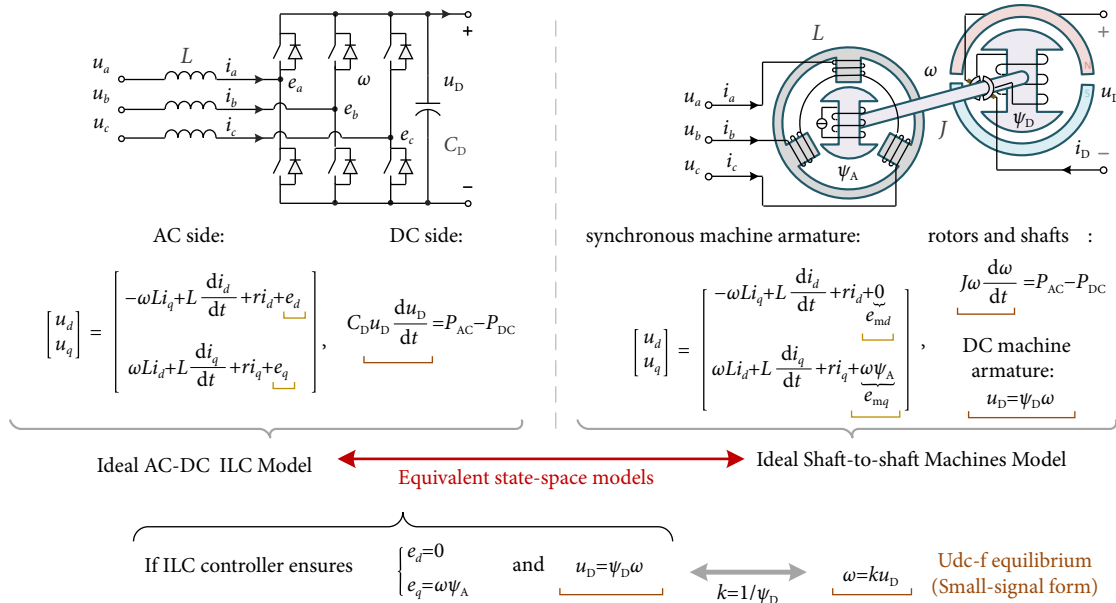 L
u_a
i_a
e_a
ω
u_D
+
u_b
i_b
e_b
u_c
i_c
e_c
C_D
−
L
ω
+
N
S
u_a
i_a
u_b
i_b
u_c
i_c
ψ_A
J
ψ_D
u_D
i_D
−
AC side:
DC side:
[u_d u_q] = [−ωLi_q+L di_d/dt+ri_d+e_d
ωLi_d+L di_q/dt+ri_q+e_q],
C_D u_D du_D/dt=P_AC−P_DC
synchronous machine armature:
rotors and shafts :
[u_d u_q] = [−ωLi_q+L di_d/dt+ri_d+0
e_md
ωLi_d+L di_q/dt+ri_q+ωψ_A
e_mq],
Jω dω/dt=P_AC−P_DC
DC machine
armature:
u_D=ψ_Dω
Ideal AC-DC ILC Model
Equivalent state-space models
Ideal Shaft-to-shaft Machines Model
If ILC controller ensures
{e_d=0
e_q=ωψ_A
and
u_D=ψ_Dω
k=1/ψ_D
ω=ku_D
Udc-f equilibrium
(Small-signal form)